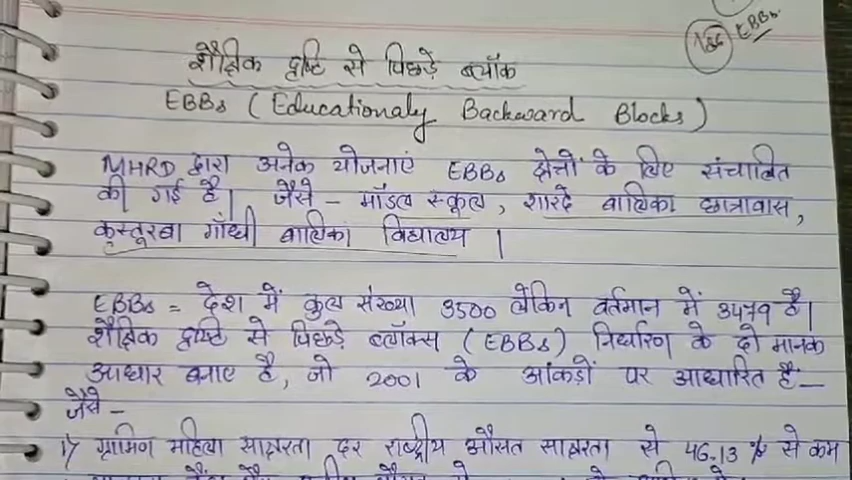 186 EBBs
शैक्षिक दृष्टि से पिछड़े ब्लॉक
EBBs ( Educationaly Backward Blocks )
MHRD द्वारा अनेक योजनाएं EBBs क्षेत्रों के लिए संचालित
की गई है। जैसे - मॉडल स्कूल, शारदे बालिका छात्रावास,
कस्तूरबा गाँधी बालिका विद्यालय |
EBBs = देश में कुल संख्या 3500 लेकिन वर्तमान में 3479 है।
शैक्षिक दृष्टि से पिछड़े ब्लॉक्स (EBBs) निर्धारण के दो मानक
आधार बनाए है, जो 2001 के आंकड़ों पर आधारित है -
जैसे -
1) ग्रामिण महिला साक्षरता दर राष्ट्रीय औसत साक्षरता से 46.13 % से कम